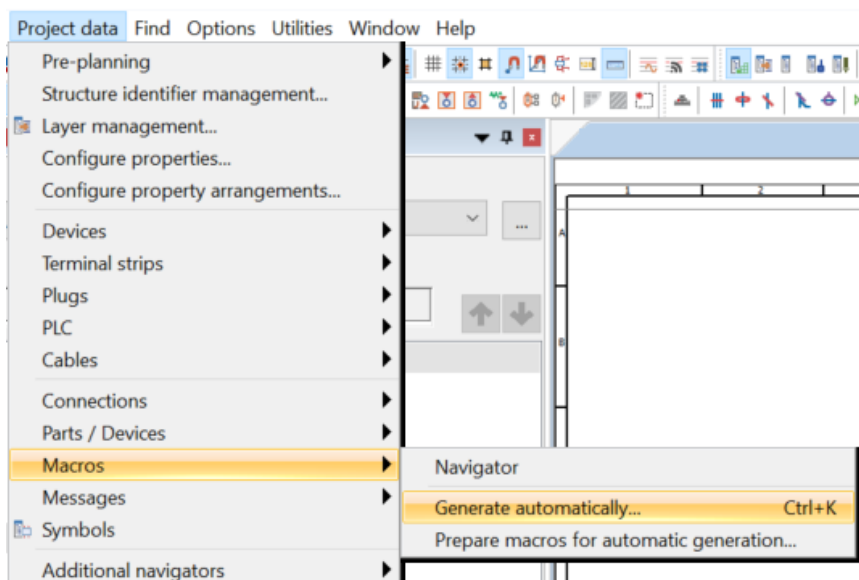 Project data Find Options Utilities Window Help
Pre-planning
Structure identifier management...
Layer management...
Configure properties...
Configure property arrangements...
Devices
Terminal strips
Plugs
PLC
Cables
Connections
Parts / Devices
Macros
Messages
Symbols
Additional navigators
Navigator
Generate automatically... Ctrl+K
Prepare macros for automatic generation...
...
1 2
A
B